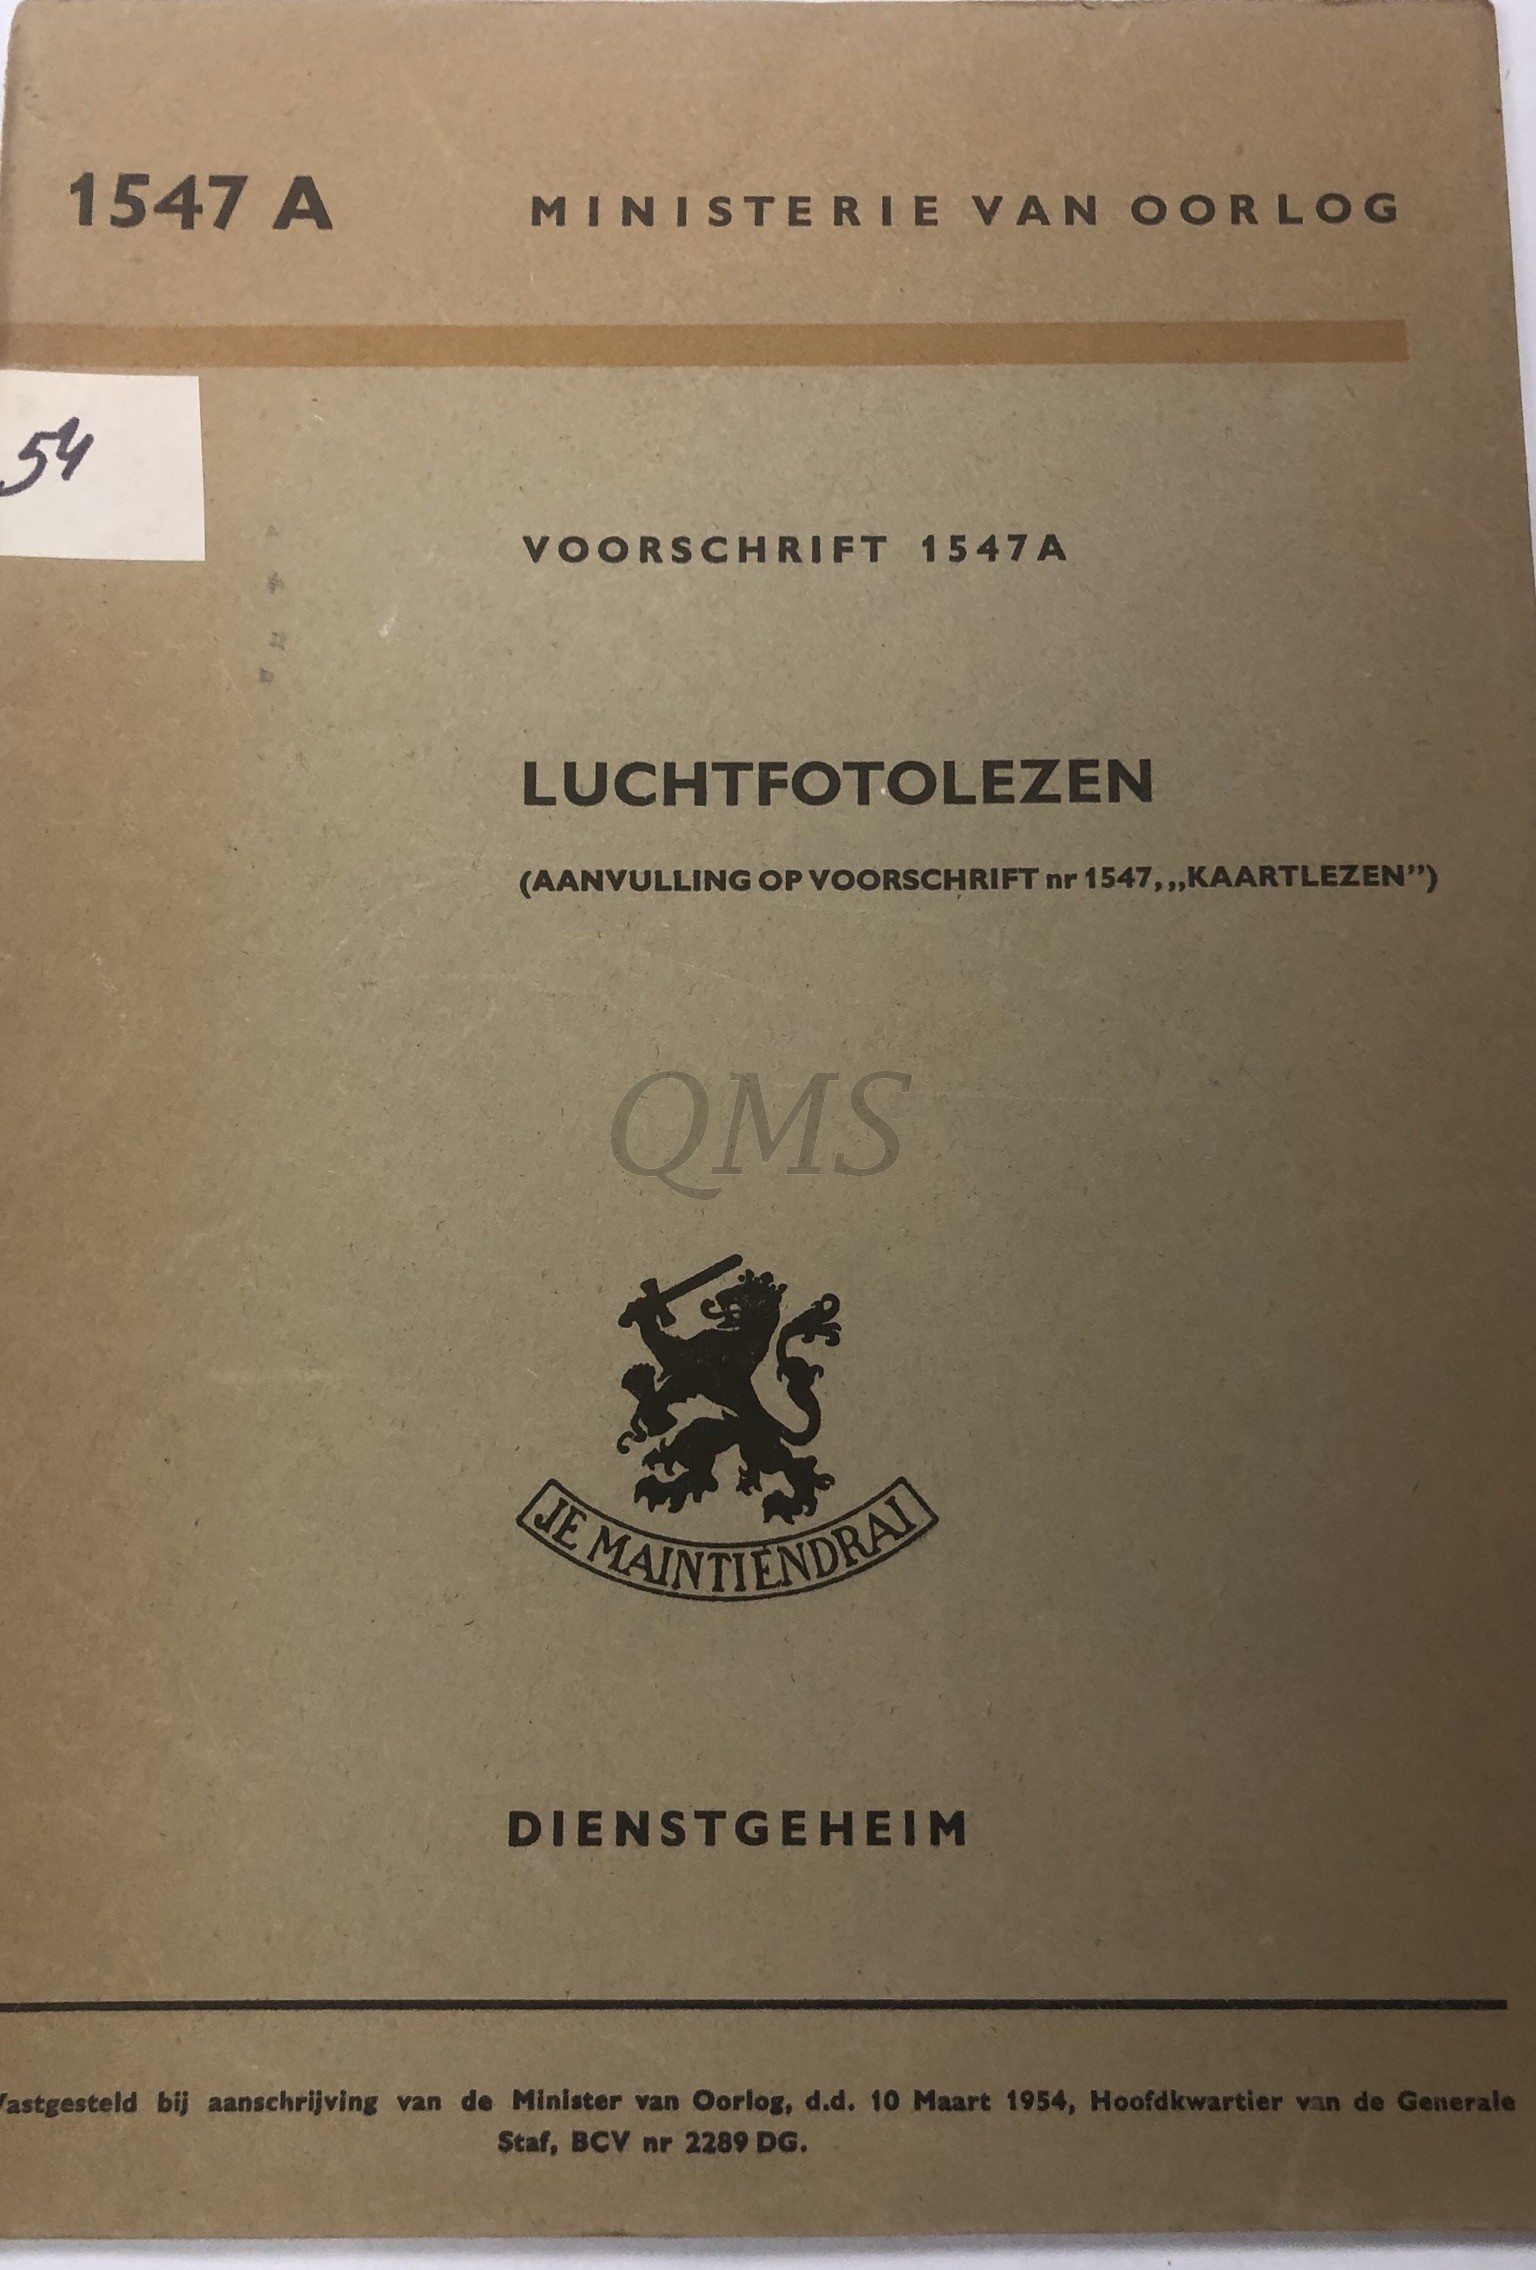 1547 A
MINISTERIE VAN OORLOG
54
VOORSCHRIFT 1547A
LUCHTFOTOLEZEN
(AANVULLING OP VOORSCHRIFT nr 1547, „KAARTLEZEN”)
QMS
JE MAINTIENDRAI
DIENSTGEHEIM
Vastgesteld bij aanschrijving van de Minister van Oorlog, d.d. 10 Maart 1954, Hoofdkwartier van de Generale
Staf, BCV nr 2289 DG.